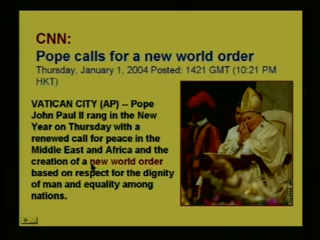 CNN:
Pope calls for a new world order
Thursday, January 1, 2004 Posted: 1421 GMT (10:21 PM
HKT)
VATICAN CITY (AP) -- Pope
John Paul II rang in the New
Year on Thursday with a
renewed call for peace in the
Middle East and Africa and the
creation of a new world order
based on respect for the dignity
of man and equality among
nations.